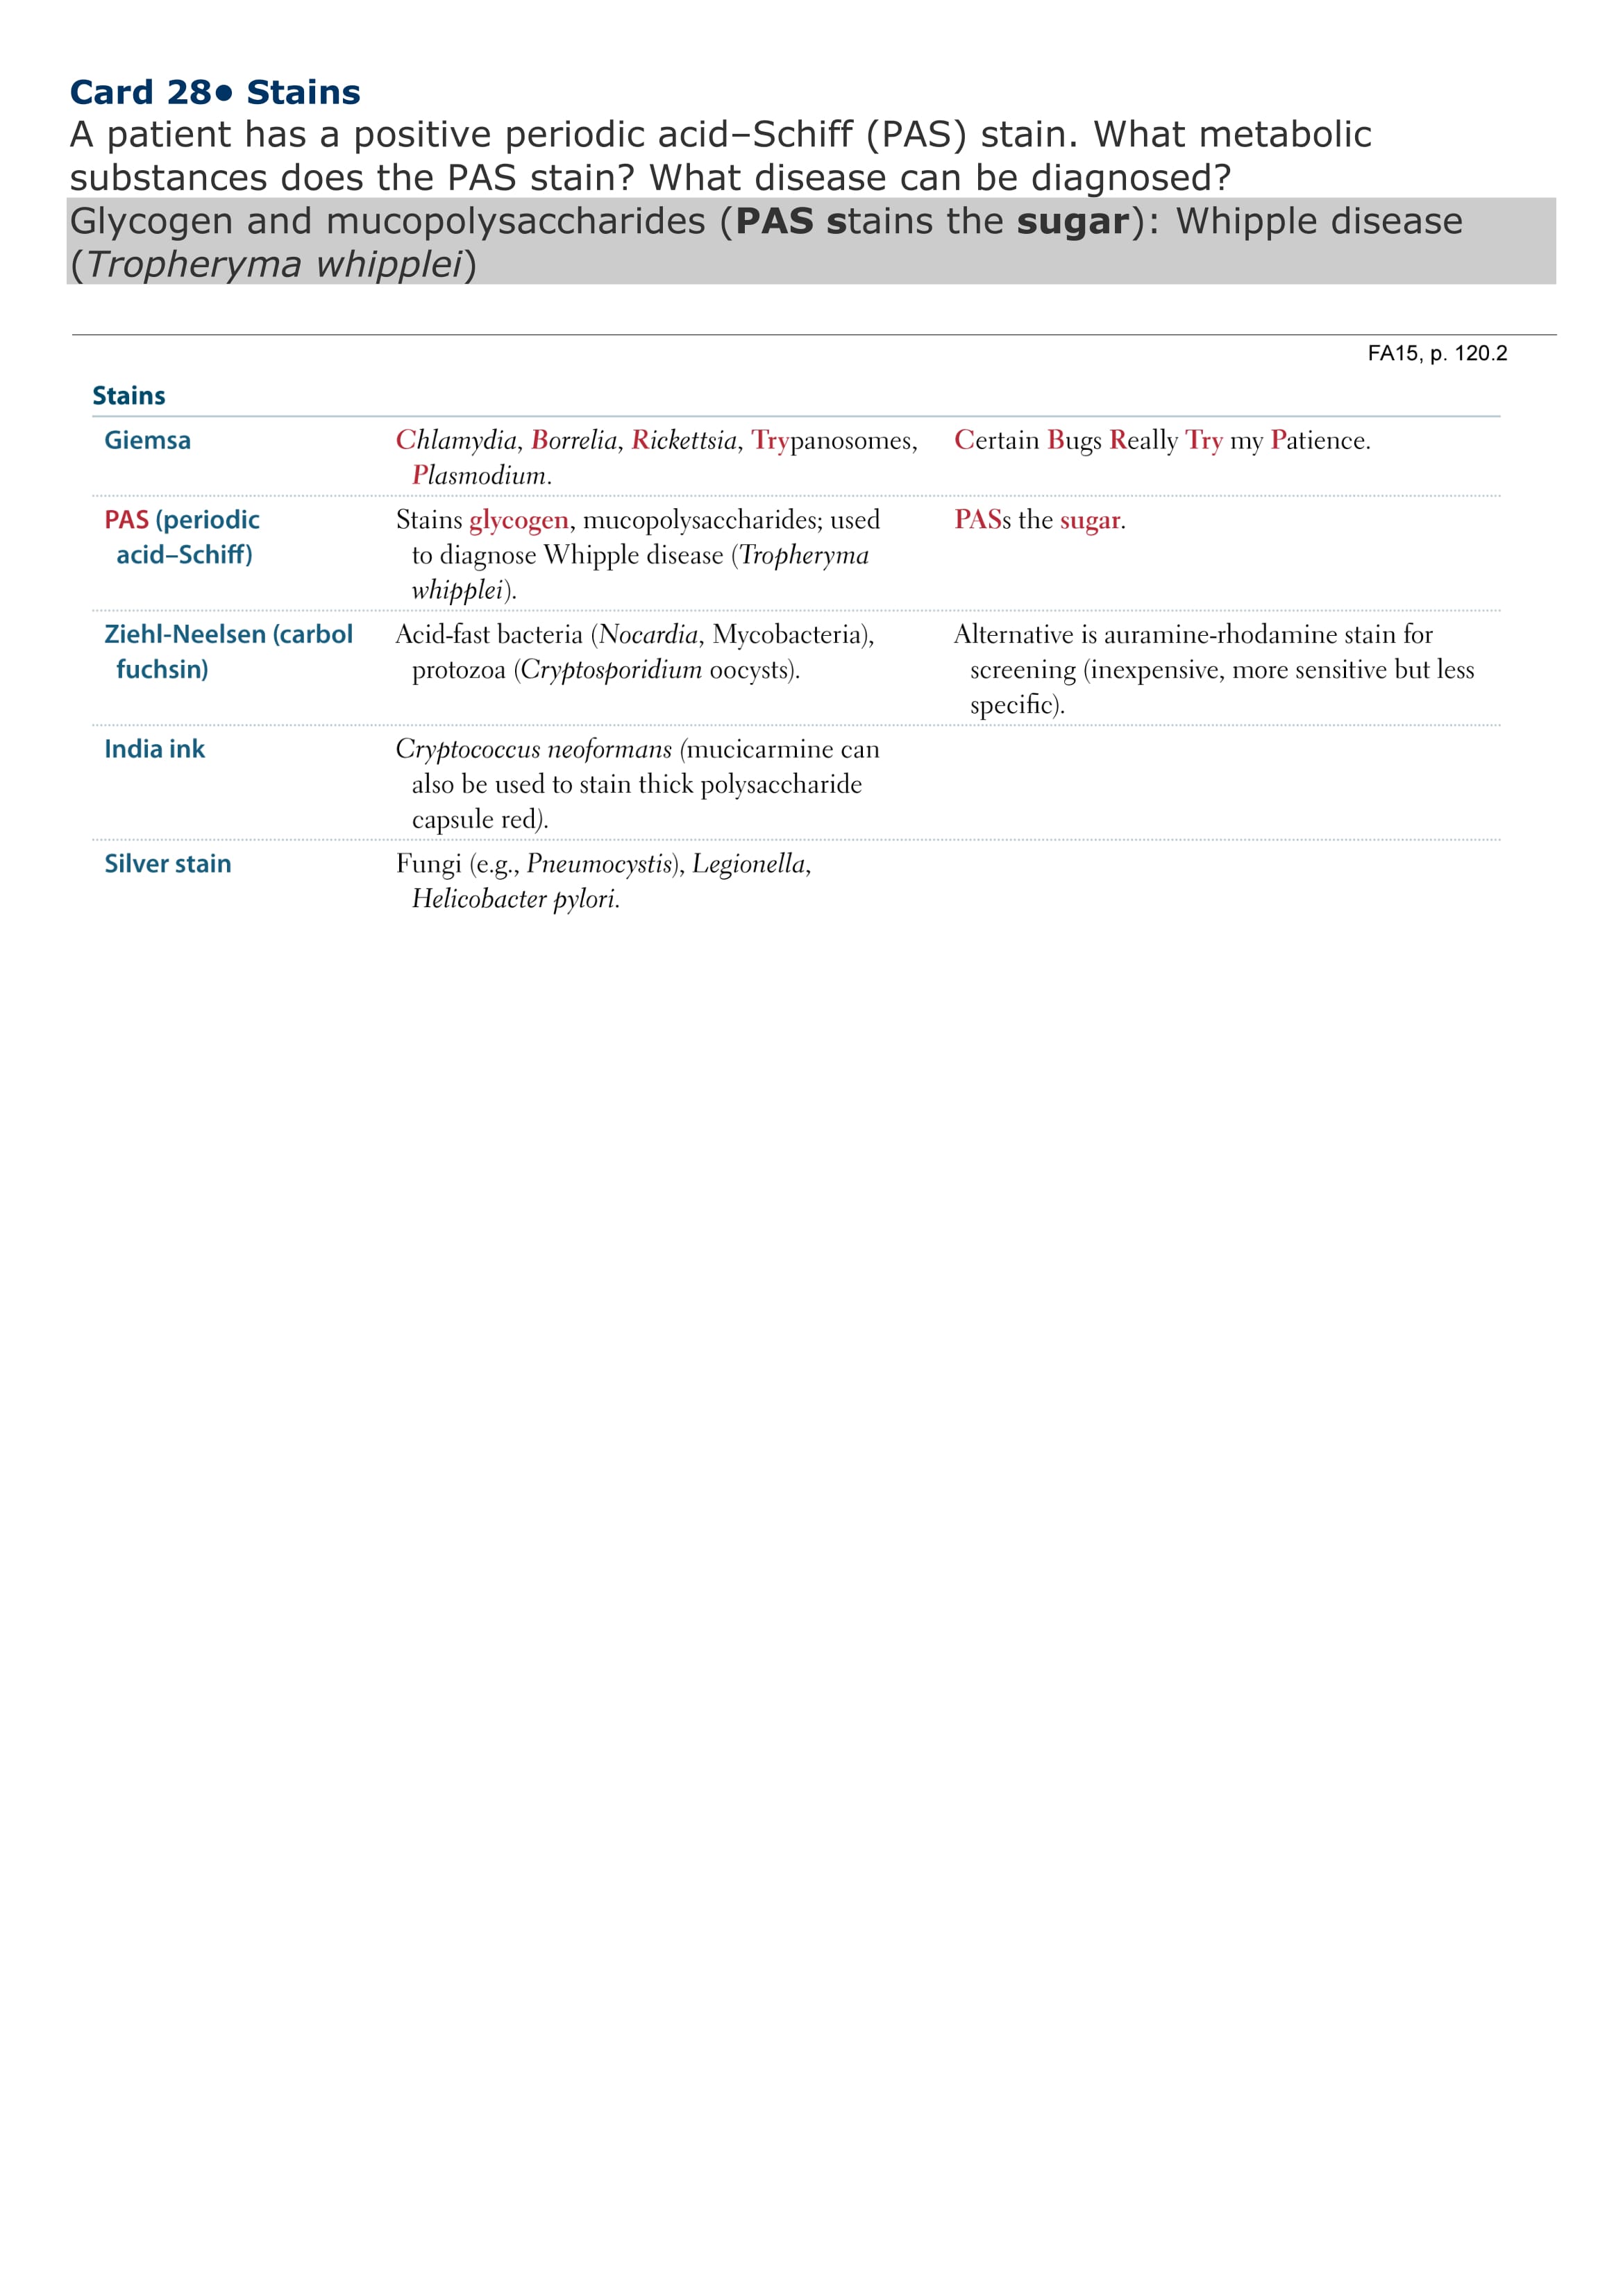 Card 28• Stains
A patient has a positive periodic acid–Schiff (PAS) stain. What metabolic
substances does the PAS stain? What disease can be diagnosed?
Glycogen and mucopolysaccharides (PAS stains the sugar): Whipple disease
(Tropheryma whipplei)
FA15, p. 120.2
Stains
Giemsa
Chlamydia, Borrelia, Rickettsia, Trypanosomes,
Plasmodium.
Certain Bugs Really Try my Patience.
PAS (periodic
acid–Schiff)
Stains glycogen, mucopolysaccharides; used
to diagnose Whipple disease (Tropheryma
whipplei).
PASs the sugar.
Ziehl-Neelsen (carbol
fuchsin)
Acid-fast bacteria (Nocardia, Mycobacteria),
protozoa (Cryptosporidium oocysts).
Alternative is auramine-rhodamine stain for
screening (inexpensive, more sensitive but less
specific).
India ink
Cryptococcus neoformans (mucicarmine can
also be used to stain thick polysaccharide
capsule red).
Silver stain
Fungi (e.g., Pneumocystis), Legionella,
Helicobacter pylori.